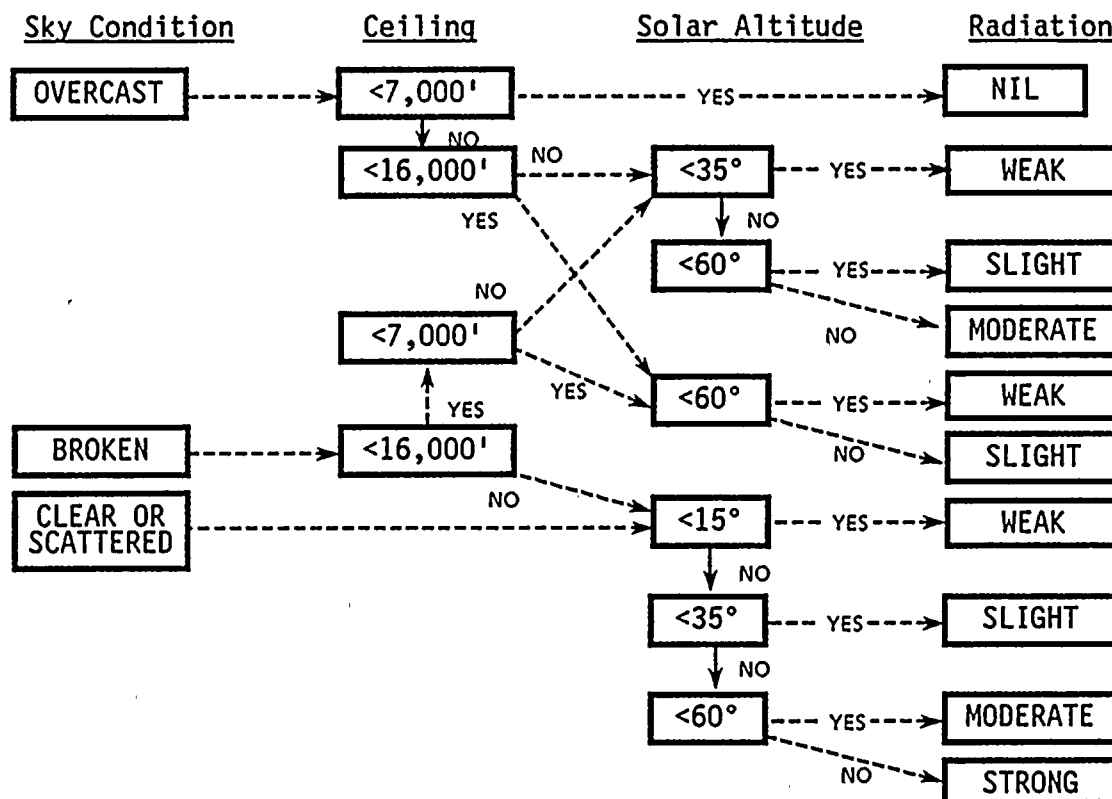 Sky Condition Ceiling Solar Altitude Radiation
OVERCAST <7,000' YES NIL
NO
<16,000' NO <35° YES WEAK
YES NO
<60° YES SLIGHT
NO
<7,000' NO MODERATE
YES <60° YES WEAK
YES
BROKEN <16,000' NO SLIGHT
NO
CLEAR OR
SCATTERED
<15° YES WEAK
NO
<35° YES SLIGHT
NO
<60° YES MODERATE
NO STRONG